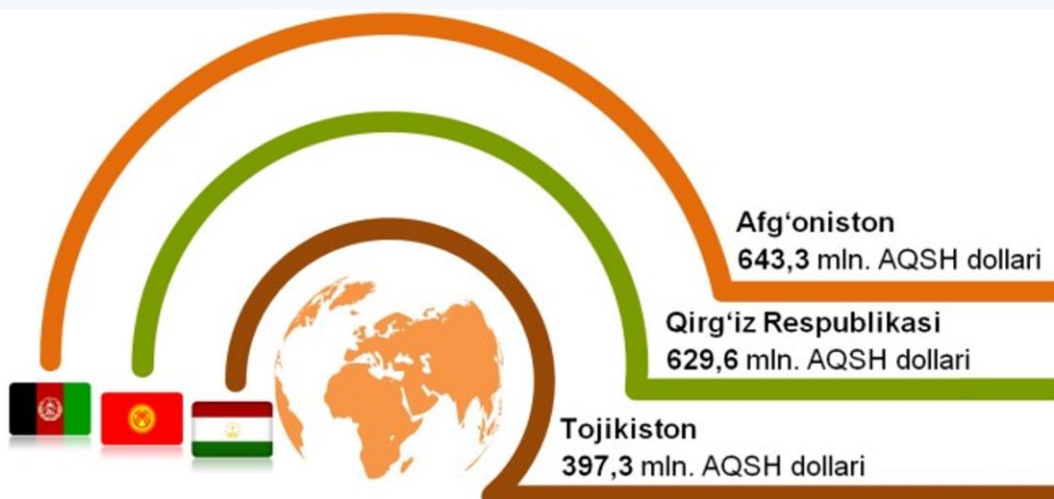 Afg‘oniston
643,3 mln. AQSH dollari
Qirg‘iz Respublikasi
629,6 mln. AQSH dollari
Tojikiston
397,3 mln. AQSH dollari